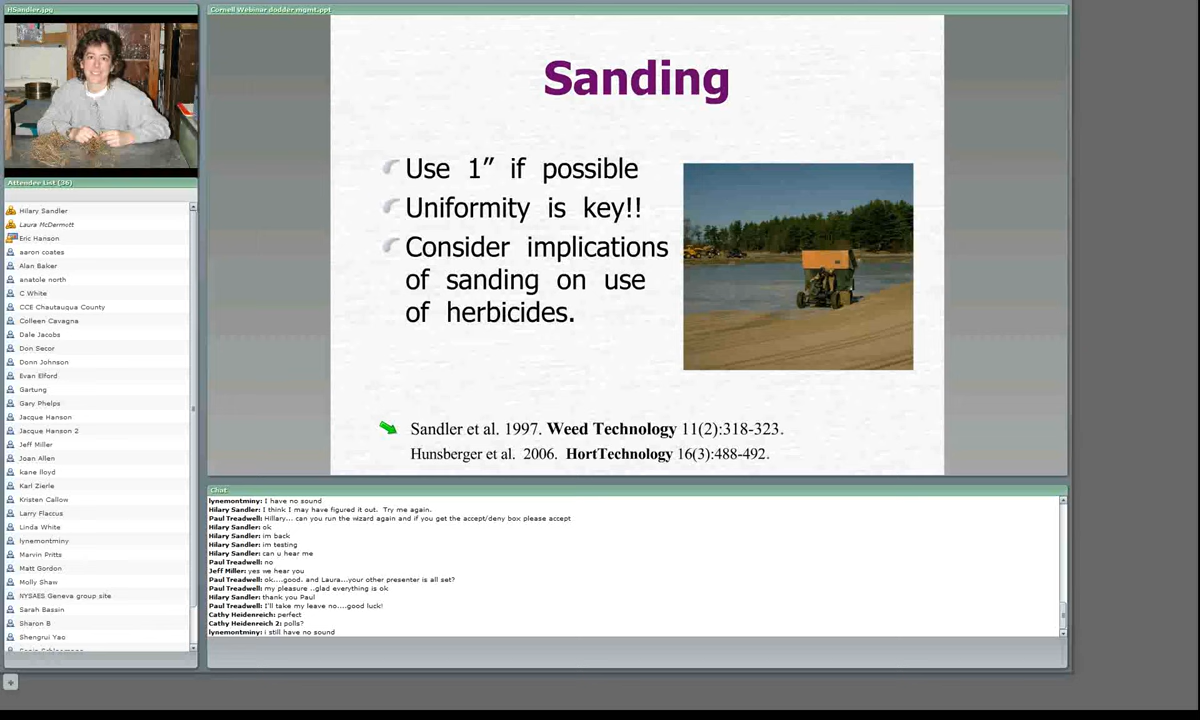 HSandler.jpg
Attendee List (36)
Hilary Sandler
Laura McDermott
Eric Hanson
aaron coates
Alan Baker
anatole north
C White
CCE Chautauqua County
Colleen Cavagna
Dale Jacobs
Don Secor
Donn Johnson
Evan Elford
Gartung
Gary Phelps
Jacque Hanson
Jacque Hanson 2
Jeff Miller
Joan Allen
kane lloyd
Karl Zierle
Kristen Callow
Larry Flaccus
Linda White
lynemontminy
Marvin Pritts
Matt Gordon
Molly Shaw
NYSAES Geneva group site
Sarah Bassin
Sharon B
Shengrui Yao
Cornell Webinar dodder mgmt.ppt
Sanding
Use 1” if possible
Uniformity is key!!
Consider implications
of sanding on use
of herbicides.
Sandler et al. 1997. Weed Technology 11(2):318-323.
Hunsberger et al. 2006. HortTechnology 16(3):488-492.
Chat
lynemontminy: I have no sound
Hilary Sandler: I think I may have figured it out. Try me again.
Paul Treadwell: Hillary... can you run the wizard again and if you get the accept/deny box please accept
Hilary Sandler: ok
Hilary Sandler: im back
Hilary Sandler: im testing
Hilary Sandler: can u hear me
Paul Treadwell: no
Jeff Miller: yes we hear you
Paul Treadwell: ok....good. and Laura...your other presenter is all set?
Paul Treadwell: my pleasure ..glad everything is ok
Hilary Sandler: thank you Paul
Paul Treadwell: I'll take my leave no....good luck!
Cathy Heidenreich: perfect
Cathy Heidenreich 2: polls?
lynemontminy: i still have no sound